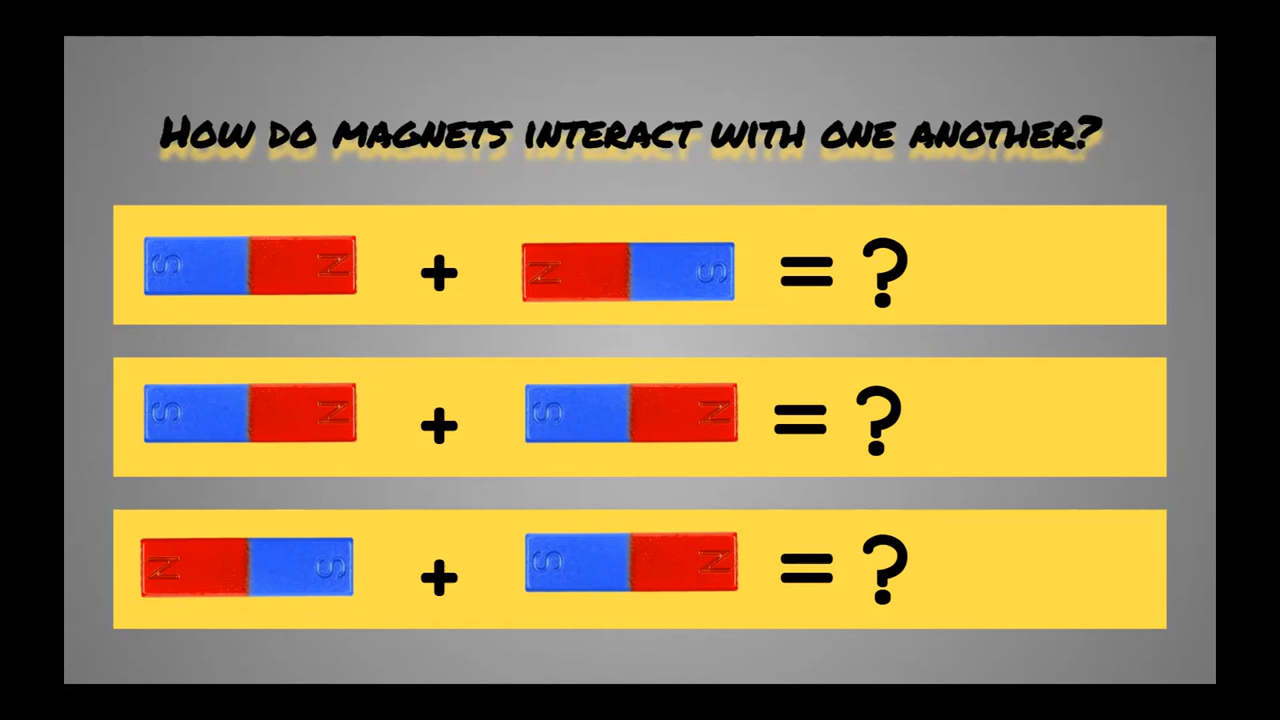 How do magnets interact with one another?
S N + N S = ?
S N + S N = ?
N S + S N = ?